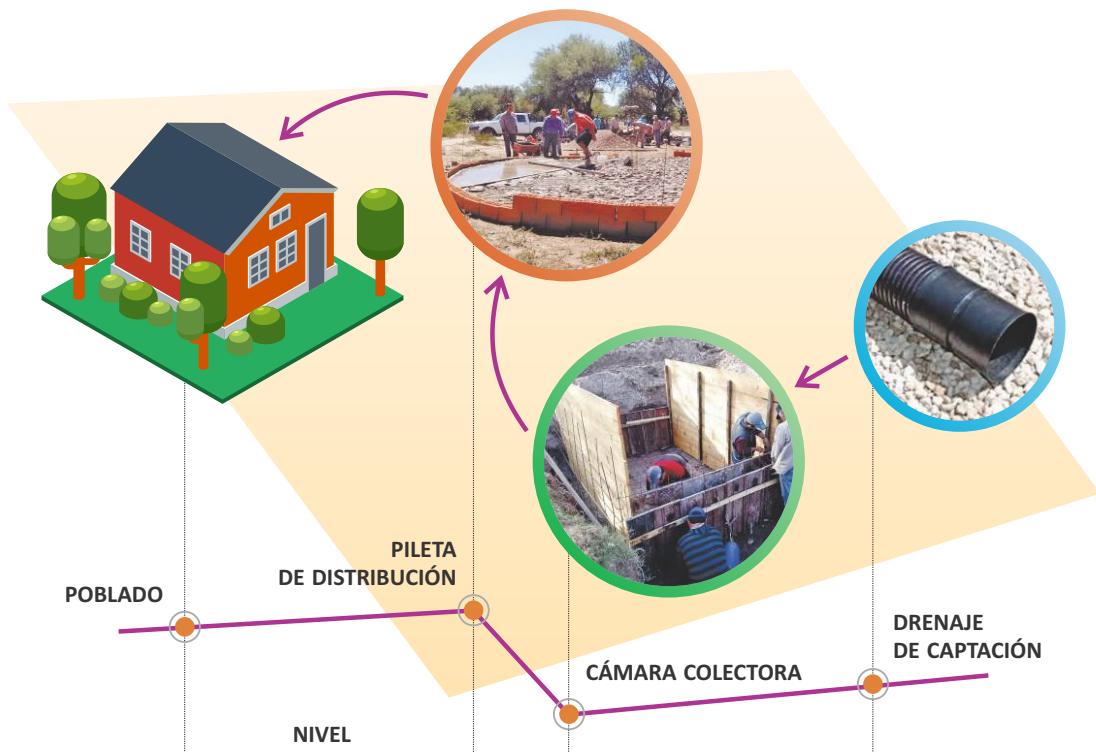 POBLADO
PILETA
DE DISTRIBUCIÓN
CÁMARA COLECTORA
DRENAJE
DE CAPTACIÓN
NIVEL